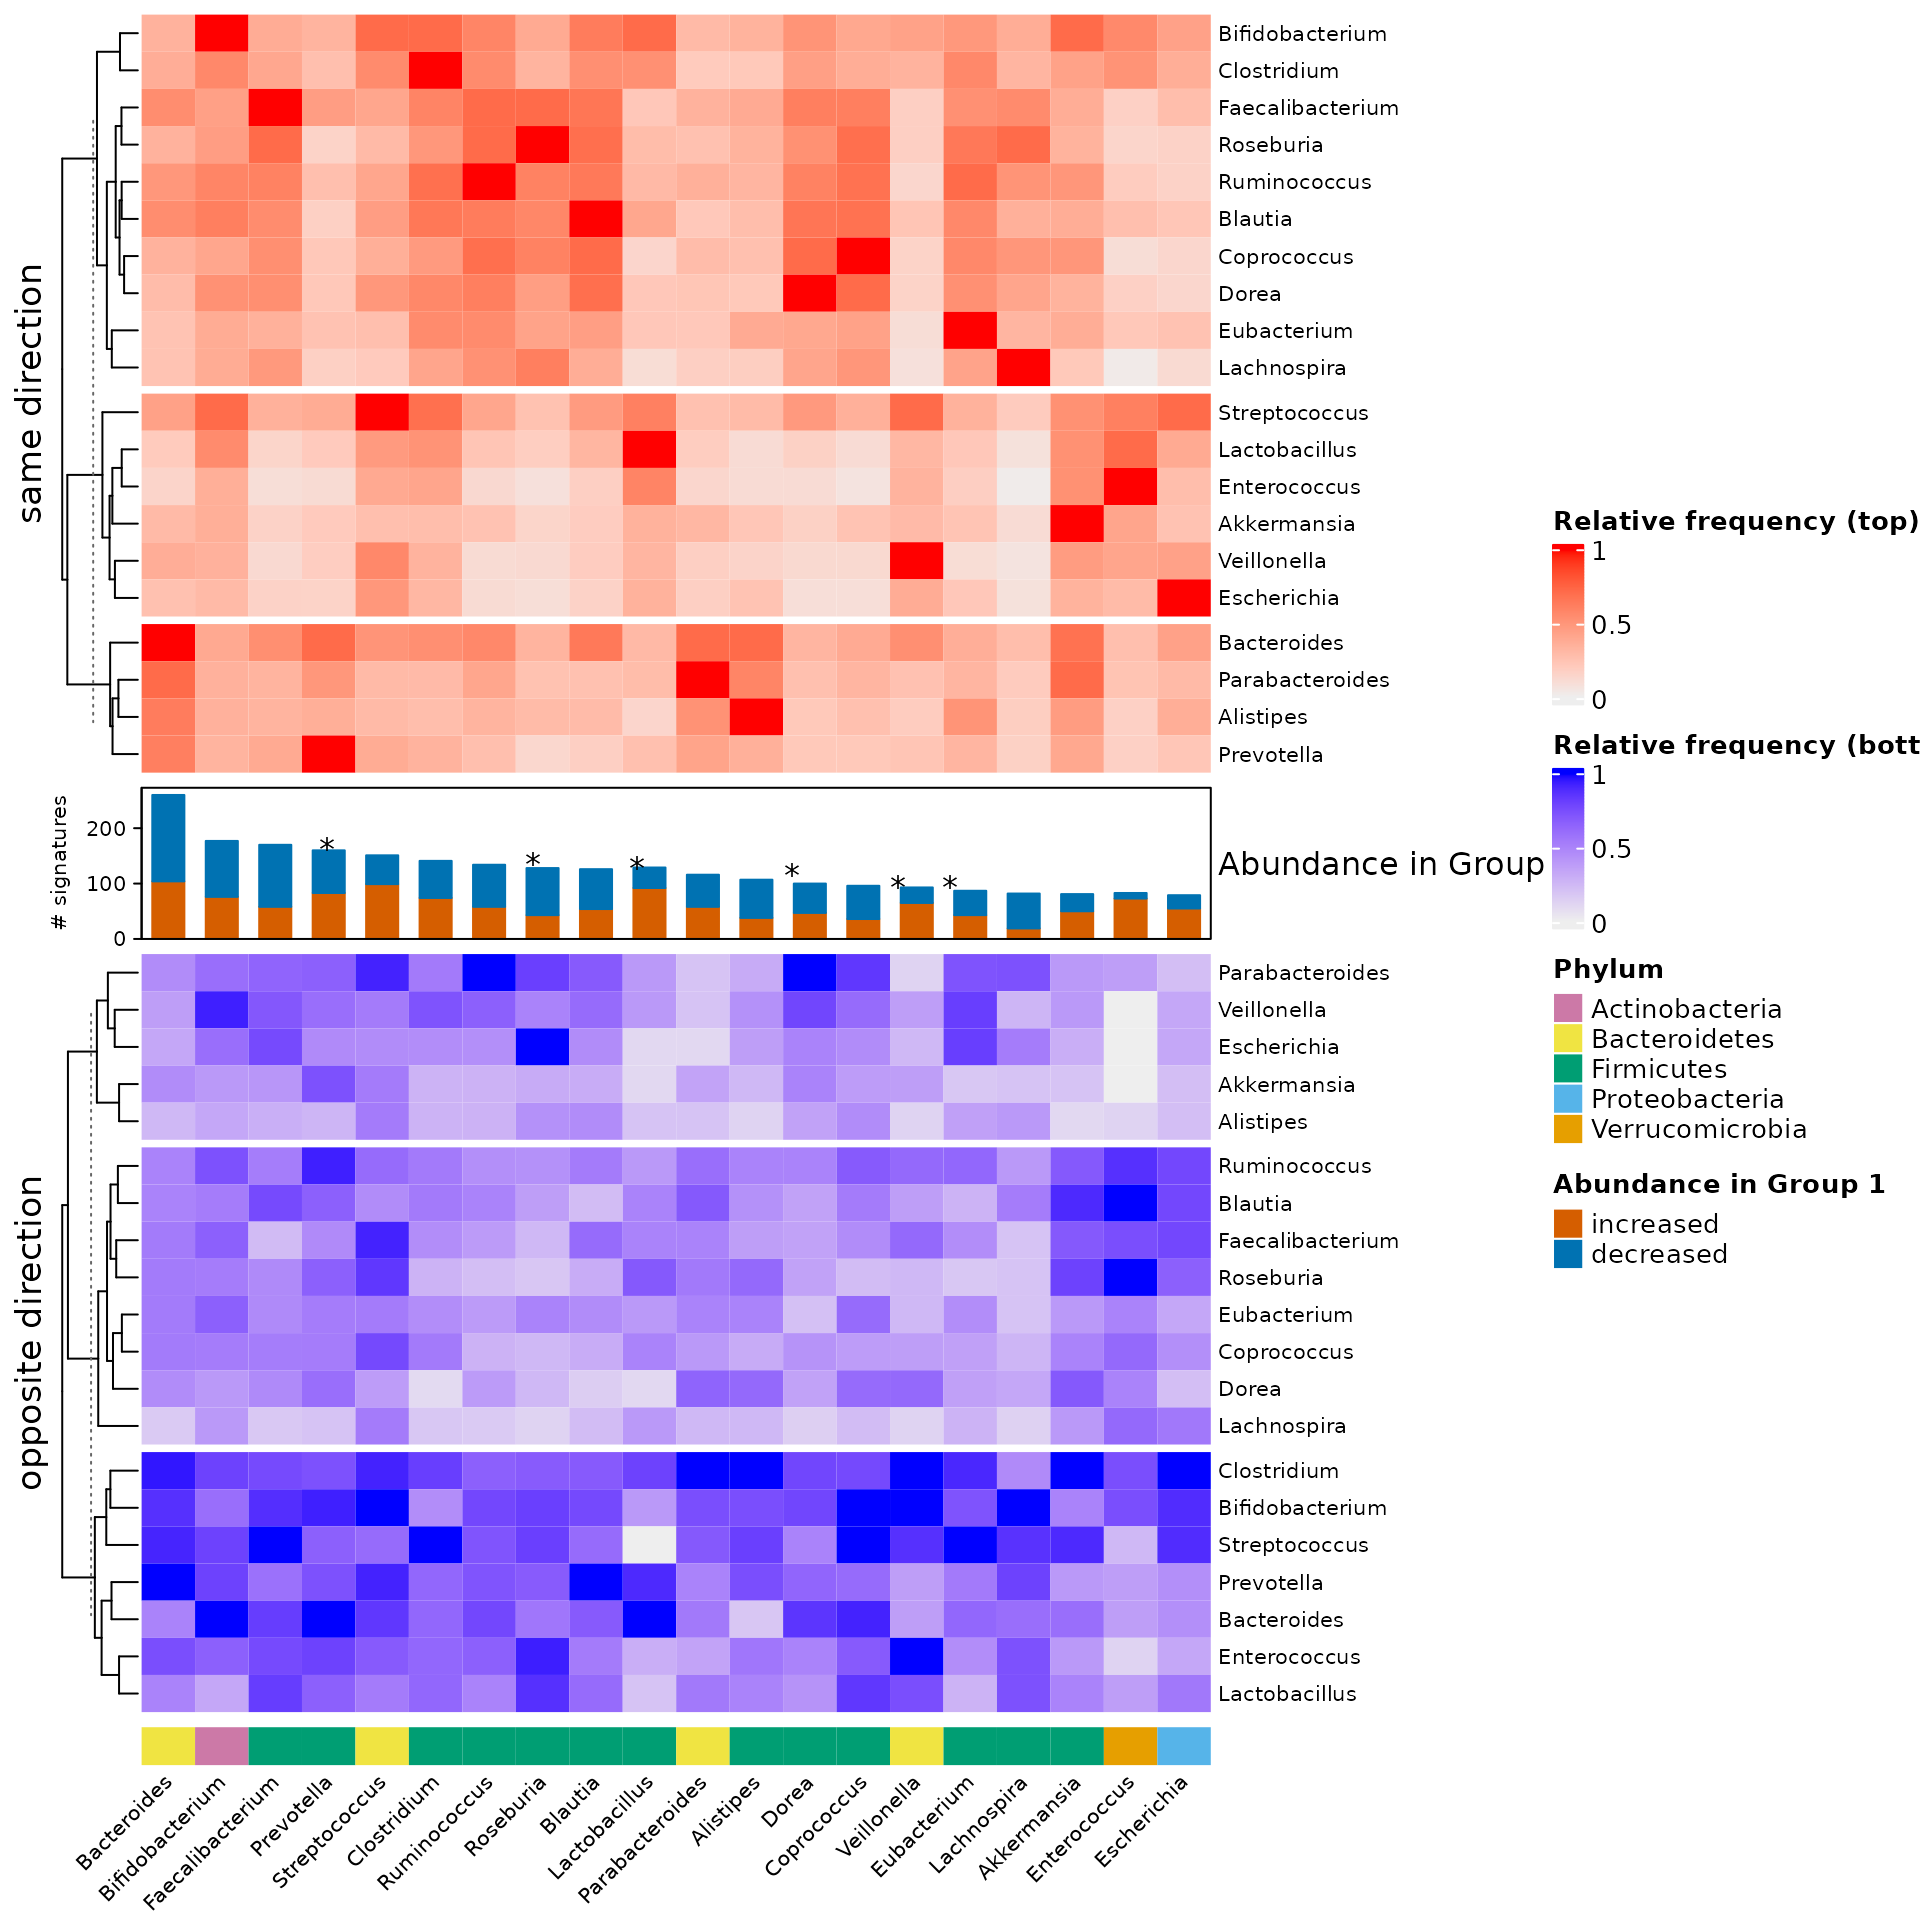 same direction
Bifidobacterium
Clostridium
Faecalibacterium
Roseburia
Ruminococcus
Blautia
Coprococcus
Dorea
Eubacterium
Lachnospira
Streptococcus
Lactobacillus
Enterococcus
Akkermansia
Veillonella
Escherichia
Bacteroides
Parabacteroides
Alistipes
Prevotella
# signatures
200
100
0
*
*
*
*
*
*
Abundance in Group
opposite direction
Parabacteroides
Veillonella
Escherichia
Akkermansia
Alistipes
Ruminococcus
Blautia
Faecalibacterium
Roseburia
Eubacterium
Coprococcus
Dorea
Lachnospira
Clostridium
Bifidobacterium
Streptococcus
Prevotella
Bacteroides
Enterococcus
Lactobacillus
Bacteroides
Bifidobacterium
Faecalibacterium
Prevotella
Streptococcus
Clostridium
Ruminococcus
Roseburia
Blautia
Lactobacillus
Parabacteroides
Alistipes
Dorea
Coprococcus
Veillonella
Eubacterium
Lachnospira
Akkermansia
Enterococcus
Escherichia
Relative frequency (top)
1
0.5
0
Relative frequency (bott
1
0.5
0
Phylum
Actinobacteria
Bacteroidetes
Firmicutes
Proteobacteria
Verrucomicrobia
Abundance in Group 1
increased
decreased